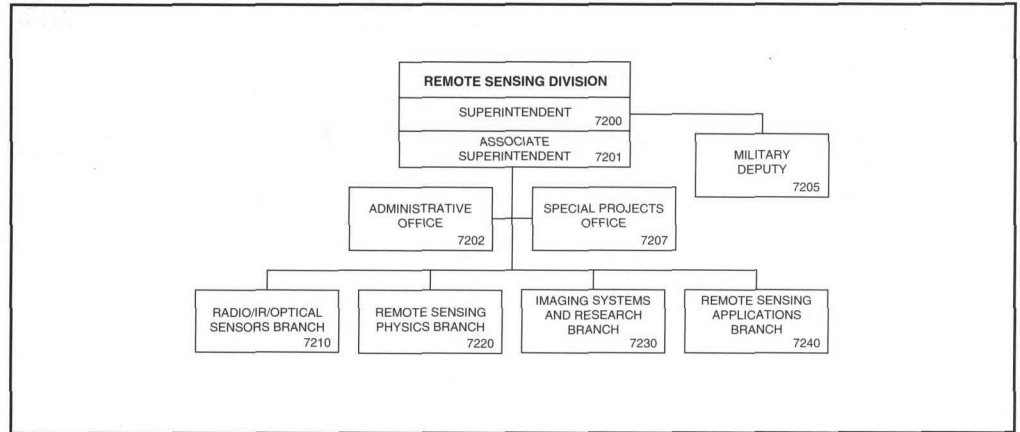 REMOTE SENSING DIVISION
SUPERINTENDENT
7200
ASSOCIATE
SUPERINTENDENT
7201
MILITARY
DEPUTY
7205
ADMINISTRATIVE
OFFICE
7202
SPECIAL PROJECTS
OFFICE
7207
RADIO/IR/OPTICAL
SENSORS BRANCH
7210
REMOTE SENSING
PHYSICS BRANCH
7220
IMAGING SYSTEMS
AND RESEARCH
BRANCH
7230
REMOTE SENSING
APPLICATIONS
BRANCH
7240